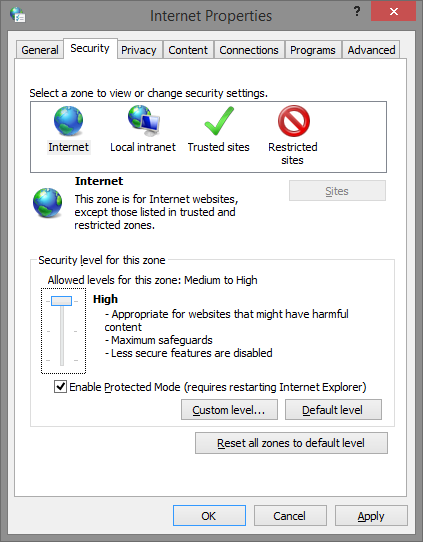 Internet Properties
?
General Security Privacy Content Connections Programs Advanced
Select a zone to view or change security settings.
Internet Local intranet Trusted sites Restricted
sites
Internet
Sites
This zone is for Internet websites,
except those listed in trusted and
restricted zones.
Security level for this zone
Allowed levels for this zone: Medium to High
High
- Appropriate for websites that might have harmful
content
- Maximum safeguards
- Less secure features are disabled
Enable Protected Mode (requires restarting Internet Explorer)
Custom level... Default level
Reset all zones to default level
OK Cancel Apply